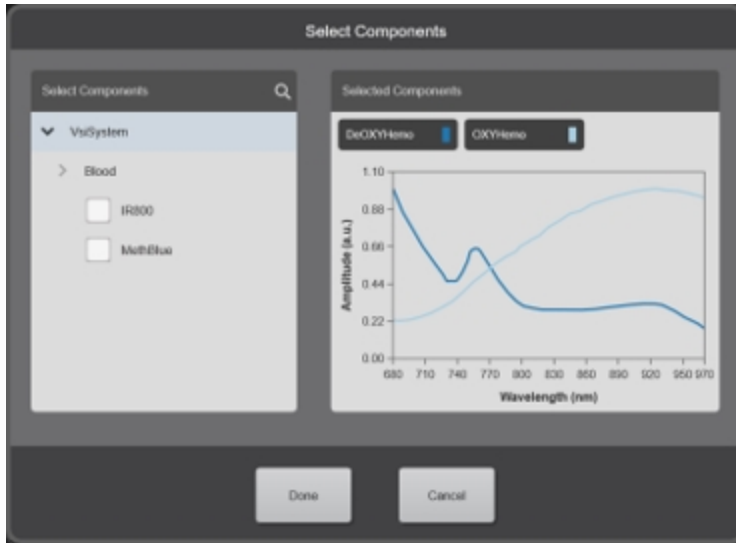 Select Components
Select Components
VsiSystem
Blood
IR800
MethBlue
Selected Components
DeOXYHemo OXYHemo
1.10
0.88
0.66
0.44
0.22
0.00
Amplitude (a.u.)
680 710 740 770 800 830 860 890 920 950 970
Wavelength (nm)
Done Cancel